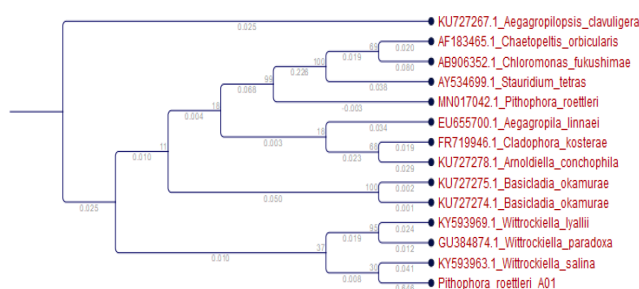 KU727267.1_Aegagropilopsis_clavuligera
0.025
AF183465.1_Chaetopeltis_orbicularis
69
0.020
0.019
AB906352.1_Chloromonas_fukushimae
100
0.060
0.226
AY534699.1_Stauridium_tetras
99
0.038
0.068
MN017042.1_Pithophora_roettleri
18
-0.003
0.004
EU655700.1_Aegagropila_linnaei
16
0.034
0.003
FR719946.1_Cladophora_kosterae
68
0.019
0.023
KU727278.1_Arnoldiella_conchophila
11
0.029
0.010
KU727275.1_Basicladia_okamurae
100
0.002
0.050
KU727274.1_Basicladia_okamurae
0.001
0.025
KY593969.1_Wittrockiella_lyallii
95
0.024
0.019
GU384874.1_Wittrockiella_paradoxa
37
0.012
0.010
KY593963.1_Wittrockiella_salina
30
0.041
0.008
Pithophora_roettleri_A01